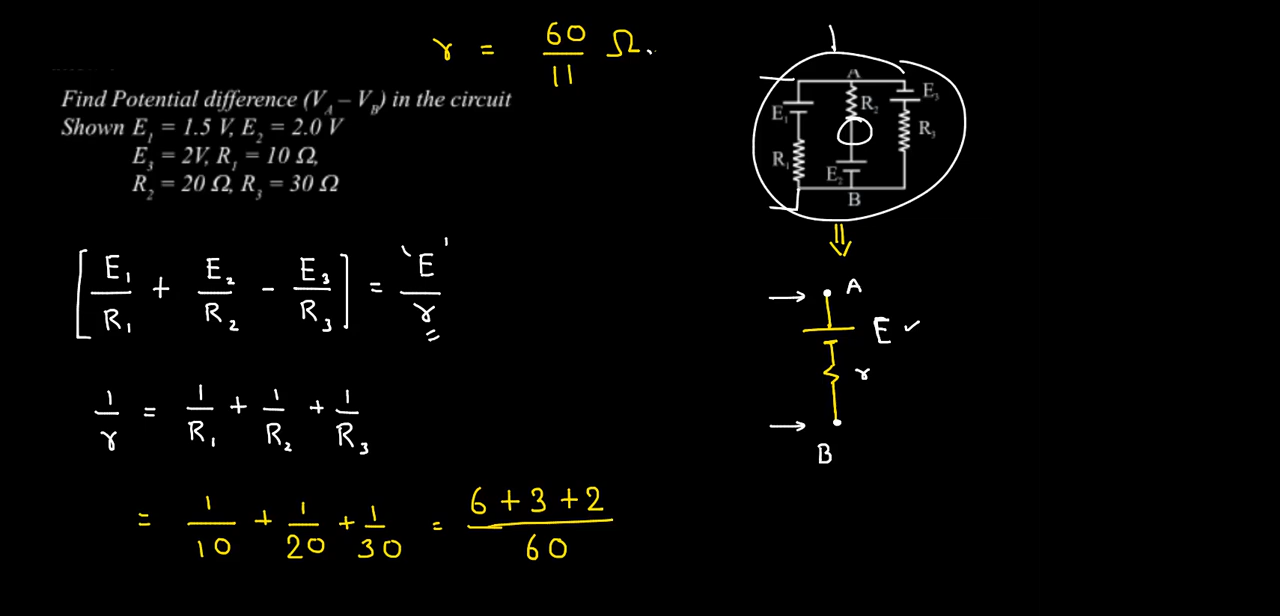 γ = 60/11 Ω.
Find Potential difference (V_A – V_B) in the circuit
Shown E_1 = 1.5 V, E_2 = 2.0 V
E_3 = 2V, R_1 = 10 Ω,
R_2 = 20 Ω, R_3 = 30 Ω
A
E_1 R_2 E_3
R_1 R_3
E_2
B
[E_1/R_1 + E_2/R_2 - E_3/R_3] = 'E'/γ
A
E ✓
γ
B
1/γ = 1/R_1 + 1/R_2 + 1/R_3
= 1/10 + 1/20 + 1/30 = 6+3+2/60